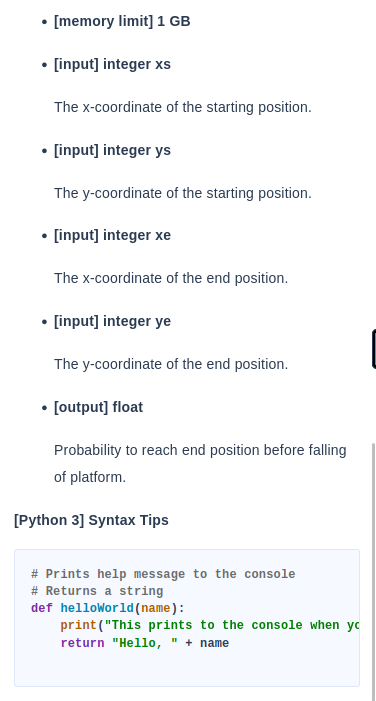 [memory limit] 1 GB
[input] integer xs
The x-coordinate of the starting position.
[input] integer ys
The y-coordinate of the starting position.
[input] integer xe
The x-coordinate of the end position.
[input] integer ye
The y-coordinate of the end position.
[output] float
Probability to reach end position before falling
of platform.
[Python 3] Syntax Tips
# Prints help message to the console
# Returns a string
def helloWorld(name):
    print("This prints to the console when
    return "Hello, " + name